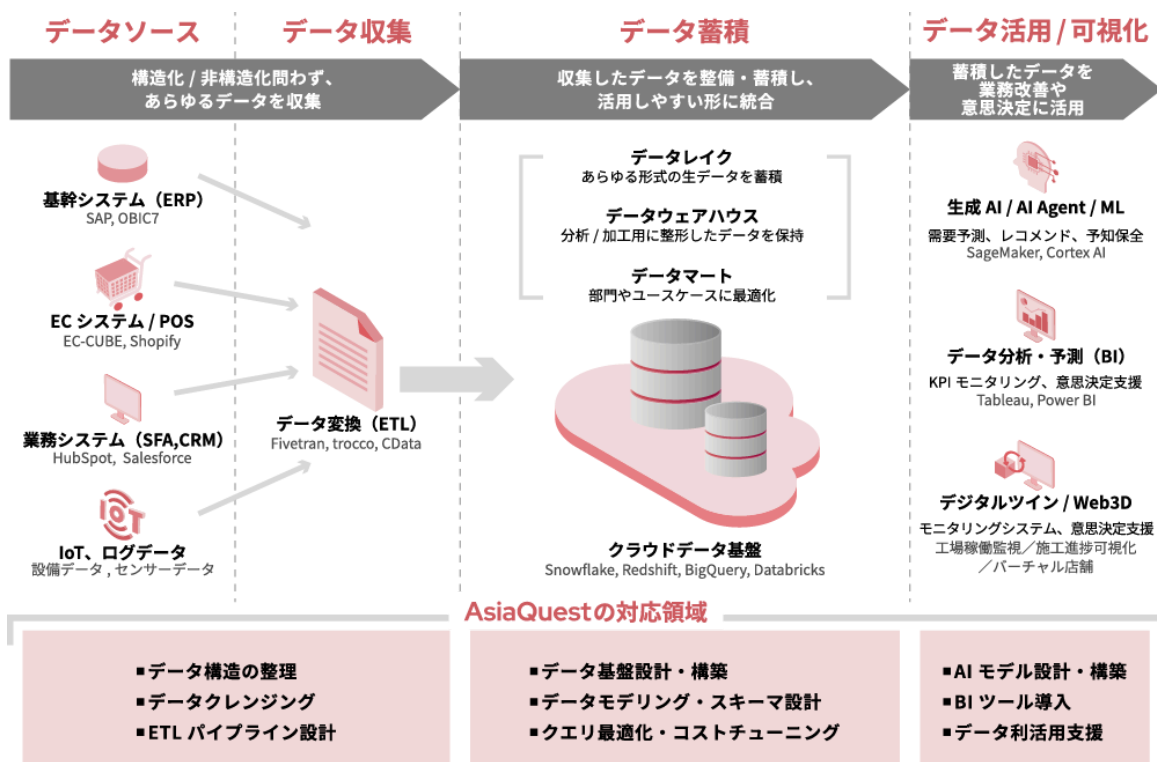 データソース
データ収集
データ蓄積
データ活用 / 可視化
構造化 / 非構造化問わず、
あらゆるデータを収集
収集したデータを整備・蓄積し、
活用しやすい形に統合
蓄積したデータを
業務改善や
意思決定に活用
基幹システム（ERP）
SAP, OBIC7
EC システム / POS
EC-CUBE, Shopify
業務システム（SFA,CRM）
HubSpot, Salesforce
IoT
IoT、ログデータ
設備データ , センサーデータ
データ変換（ETL）
Fivetran, trocco, CData
データレイク
あらゆる形式の生データを蓄積
データウェアハウス
分析 / 加工用に整形したデータを保持
データマート
部門やユースケースに最適化
クラウドデータ基盤
Snowflake, Redshift, BigQuery, Databricks
生成 AI / AI Agent / ML
需要予測、レコメンド、予知保全
SageMaker, Cortex AI
データ分析・予測（BI）
KPI モニタリング、意思決定支援
Tableau, Power BI
デジタルツイン / Web3D
モニタリングシステム、意思決定支援
工場稼働監視／施工進捗可視化
／バーチャル店舗
AsiaQuestの対応領域
■データ構造の整理
■データクレンジング
■ETL パイプライン設計
■データ基盤設計・構築
■データモデリング・スキーマ設計
■クエリ最適化・コストチューニング
■AI モデル設計・構築
■BI ツール導入
■データ利活用支援